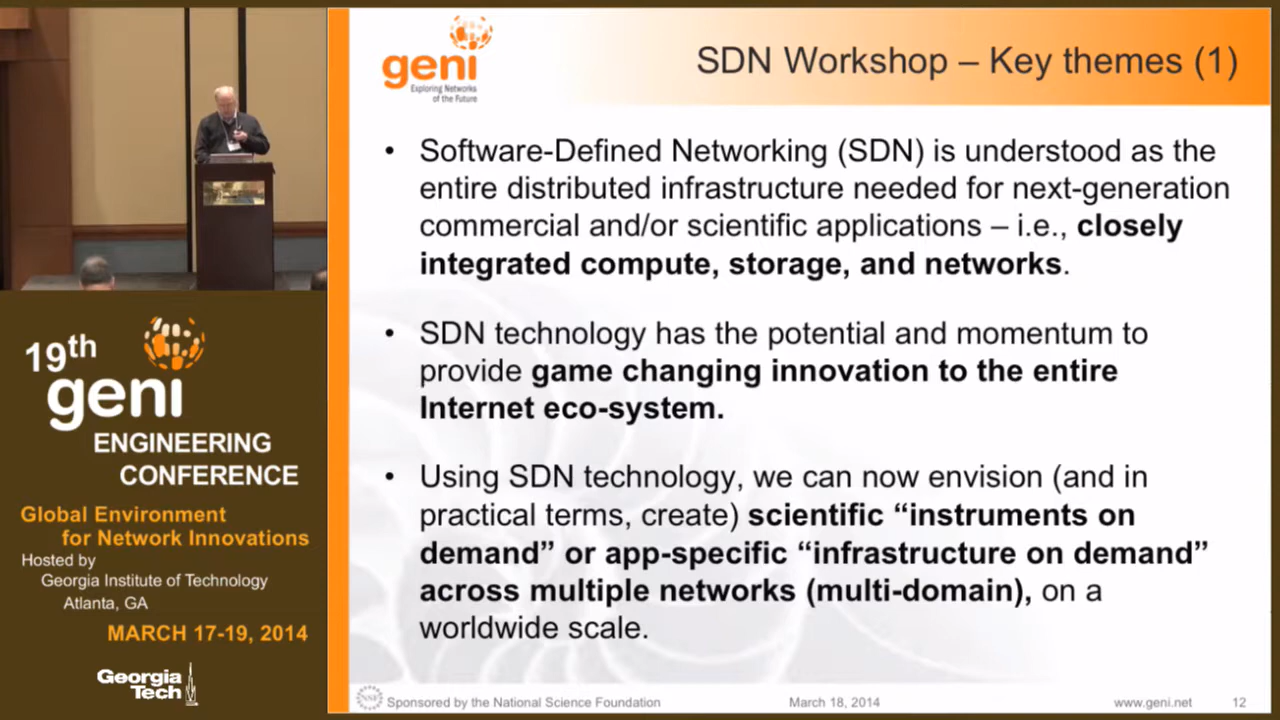 19th
geni
ENGINEERING
CONFERENCE
Global Environment
for Network Innovations
Hosted by
Georgia Institute of Technology
Atlanta, GA
MARCH 17-19, 2014
Georgia
Tech
geni
Exploring Networks
of the Future
SDN Workshop – Key themes (1)
• Software-Defined Networking (SDN) is understood as the
entire distributed infrastructure needed for next-generation
commercial and/or scientific applications – i.e., closely
integrated compute, storage, and networks.
• SDN technology has the potential and momentum to
provide game changing innovation to the entire
Internet eco-system.
• Using SDN technology, we can now envision (and in
practical terms, create) scientific “instruments on
demand” or app-specific “infrastructure on demand”
across multiple networks (multi-domain), on a
worldwide scale.
NSF
Sponsored by the National Science Foundation
March 18, 2014
www.geni.net
12